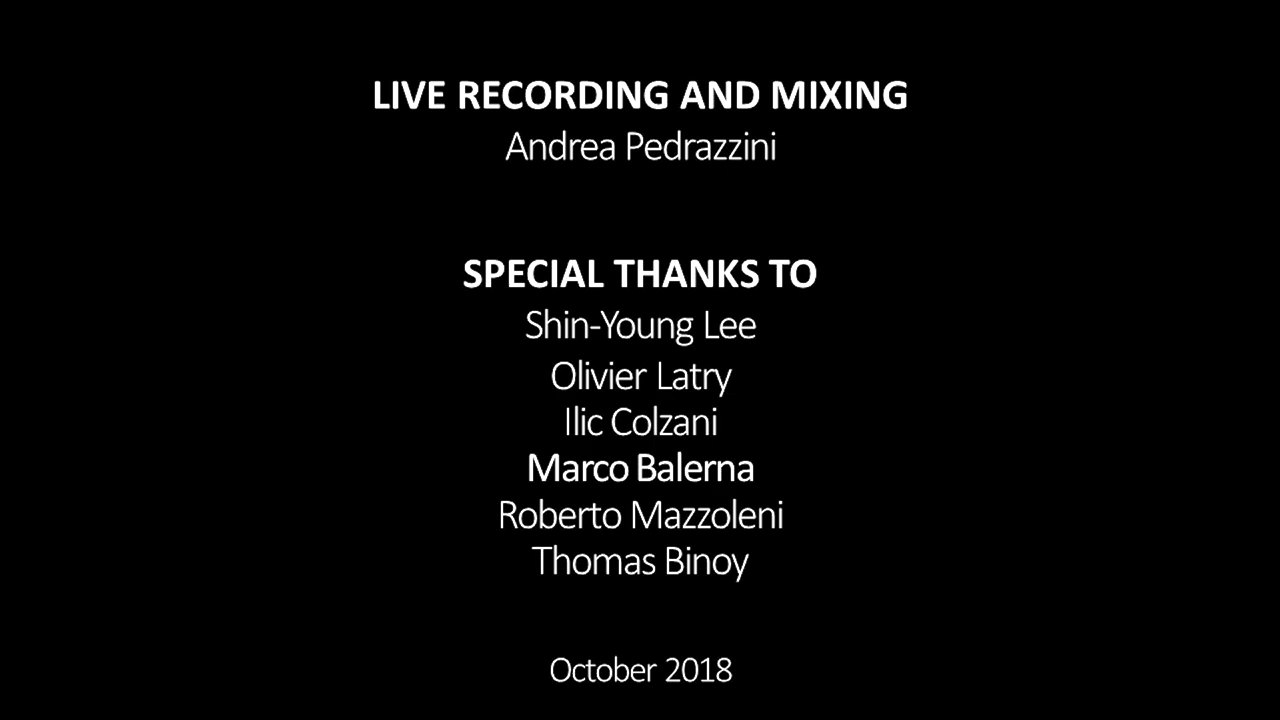 LIVE RECORDING AND MIXING
Andrea Pedrazzini
SPECIAL THANKS TO
Shin-Young Lee
Olivier Latry
Ilic Colzani
Marco Balerna
Roberto Mazzoleni
Thomas Binoy
October 2018